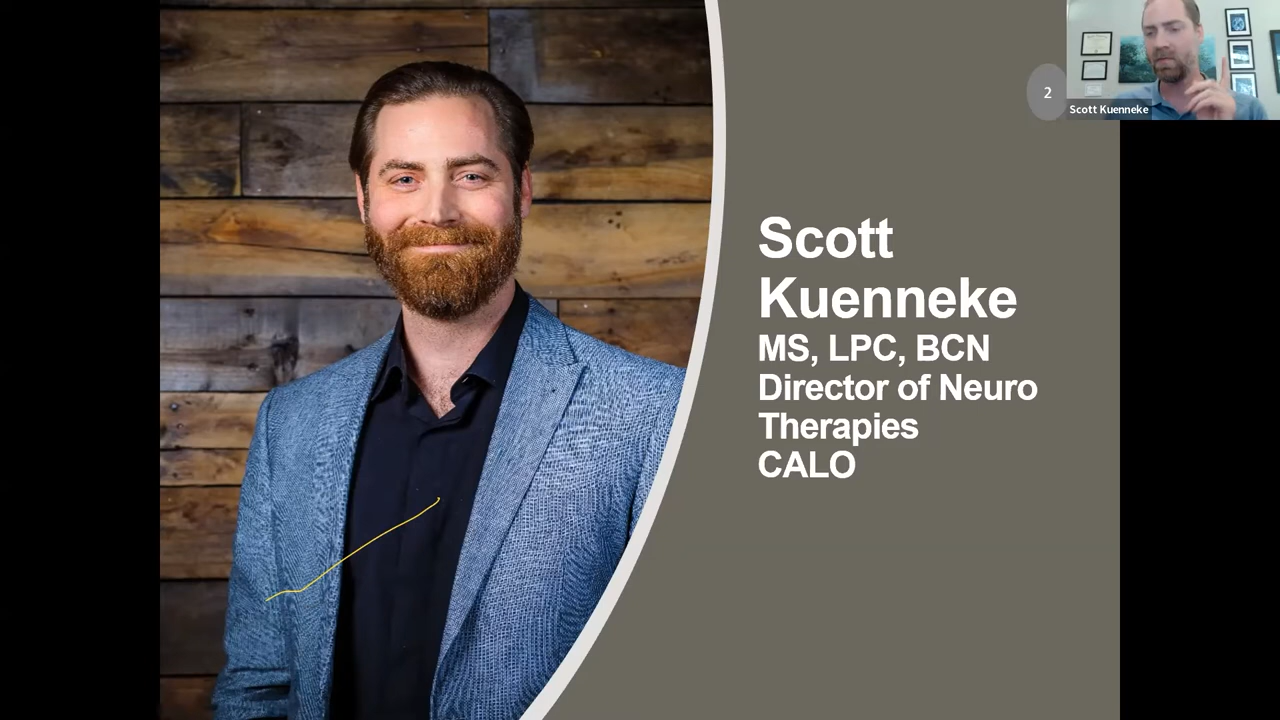 2
Scott Kuenneke
Scott
Kuenneke
MS, LPC, BCN
Director of Neuro
Therapies
CALO